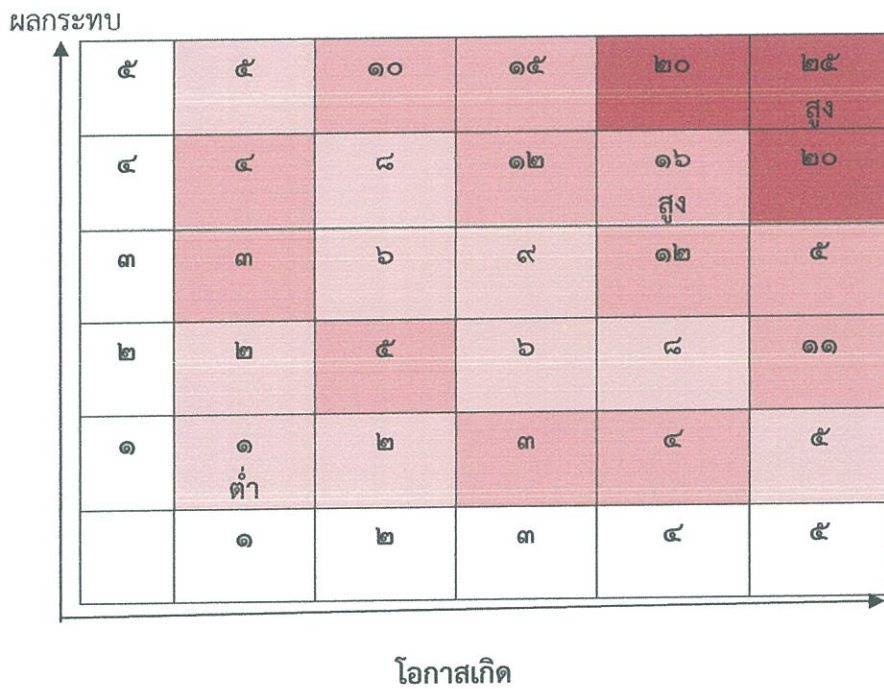 ผลกระทบ
๕ ๕ ๑๐ ๑๕ ๒๐ ๒๕
สูง
๔ ๔ ๘ ๑๒ ๑๖ ๒๐
สูง
๓ ๓ ๖ ๙ ๑๒ ๕
๒ ๒ ๕ ๖ ๘ ๑๑
๑ ๑ ๒ ๓ ๔ ๕
ต่ำ
๑ ๒ ๓ ๔ ๕
โอกาสเกิด